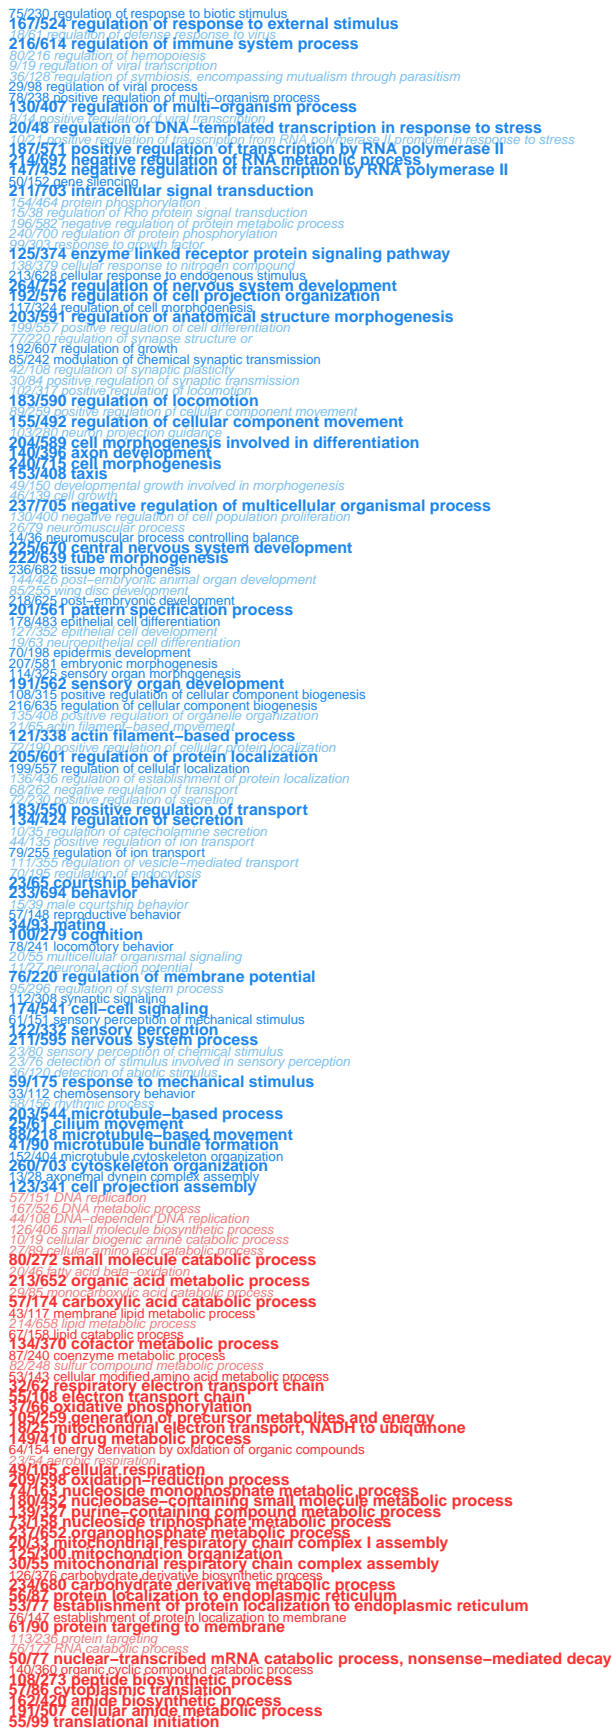 75/230 regulation of response to biotic stimulus
167/524 regulation of response to external stimulus
18/61 regulation of defense response to virus
216/614 regulation of immune system process
80/216 regulation of hemopoiesis
9/19 regulation of viral transcription
36/128 regulation of symbiosis, encompassing mutualism through parasitism
29/98 regulation of viral process
78/238 positive regulation of multi−organism process
130/407 regulation of multi−organism process
8/14 positive regulation of viral transcription
20/48 regulation of DNA−templated transcription in response to stress
10/21 positive regulation of transcription from RNA polymerase II promoter in response to stress
187/571 positive regulation of transcription by RNA polymerase II
214/697 negative regulation of RNA metabolic process
147/452 negative regulation of transcription by RNA polymerase II
50/152 gene silencing
211/703 intracellular signal transduction
154/464 protein phosphorylation
15/38 regulation of Rho protein signal transduction
196/582 negative regulation of protein metabolic process
240/700 regulation of protein phosphorylation
99/303 response to growth factor
125/374 enzyme linked receptor protein signaling pathway
138/379 cellular response to nitrogen compound
213/628 cellular response to endogenous stimulus
264/752 regulation of nervous system development
192/576 regulation of cell projection organization
117/324 regulation of cell morphogenesis
203/591 regulation of anatomical structure morphogenesis
199/557 positive regulation of cell differentiation
77/220 regulation of synapse structure or
192/607 regulation of growth
85/242 modulation of chemical synaptic transmission
42/108 regulation of synaptic plasticity
30/84 positive regulation of synaptic transmission
102/317 positive regulation of locomotion
183/590 regulation of locomotion
89/259 positive regulation of cellular component movement
155/492 regulation of cellular component movement
103/280 neuron projection guidance
204/589 cell morphogenesis involved in differentiation
140/396 axon development
240/715 cell morphogenesis
153/408 taxis
49/150 developmental growth involved in morphogenesis
46/139 cell growth
237/705 negative regulation of multicellular organismal process
130/400 negative regulation of cell population proliferation
26/79 neuromuscular process
14/36 neuromuscular process controlling balance
225/670 central nervous system development
222/639 tube morphogenesis
236/682 tissue morphogenesis
144/426 post−embryonic animal organ development
85/255 wing disc development
218/625 post−embryonic development
201/561 pattern specification process
178/483 epithelial cell differentiation
127/352 epithelial cell development
19/63 neuroepithelial cell differentiation
70/198 epidermis development
207/581 embryonic morphogenesis
114/325 sensory organ morphogenesis
191/562 sensory organ development
108/315 positive regulation of cellular component biogenesis
216/635 regulation of cellular component biogenesis
135/408 positive regulation of organelle organization
21/65 actin filament−based movement
121/338 actin filament−based process
72/190 positive regulation of cellular protein localization
205/601 regulation of protein localization
199/557 regulation of cellular localization
136/436 regulation of establishment of protein localization
68/262 negative regulation of transport
72/230 positive regulation of secretion
183/550 positive regulation of transport
134/424 regulation of secretion
10/35 regulation of catecholamine secretion
44/135 positive regulation of ion transport
79/255 regulation of ion transport
111/355 regulation of vesicle−mediated transport
70/195 regulation of endocytosis
23/65 courtship behavior
233/694 behavior
15/39 male courtship behavior
57/148 reproductive behavior
34/93 mating
100/279 cognition
78/241 locomotory behavior
20/55 multicellular organismal signaling
11/27 neuronal action potential
76/220 regulation of membrane potential
95/296 regulation of system process
112/308 synaptic signaling
174/541 cell−cell signaling
61/151 sensory perception of mechanical stimulus
122/332 sensory perception
211/595 nervous system process
23/80 sensory perception of chemical stimulus
23/76 detection of stimulus involved in sensory perception
36/120 detection of abiotic stimulus
59/175 response to mechanical stimulus
33/112 chemosensory behavior
58/156 rhythmic process
203/544 microtubule−based process
25/61 cilium movement
88/218 microtubule−based movement
41/90 microtubule bundle formation
152/404 microtubule cytoskeleton organization
260/703 cytoskeleton organization
13/28 axonemal dynein complex assembly
123/341 cell projection assembly
57/151 DNA replication
167/526 DNA metabolic process
44/108 DNA−dependent DNA replication
126/406 small molecule biosynthetic process
10/19 cellular biogenic amine catabolic process
27/89 cellular amino acid catabolic process
80/272 small molecule catabolic process
20/46 fatty acid beta−oxidation
213/652 organic acid metabolic process
29/85 monocarboxylic acid catabolic process
57/174 carboxylic acid catabolic process
43/117 membrane lipid metabolic process
214/658 lipid metabolic process
67/158 lipid catabolic process
134/370 cofactor metabolic process
87/240 coenzyme metabolic process
82/248 sulfur compound metabolic process
53/143 cellular modified amino acid metabolic process
32/62 respiratory electron transport chain
55/108 electron transport chain
37/66 oxidative phosphorylation
105/259 generation of precursor metabolites and energy
18/25 mitochondrial electron transport, NADH to ubiquinone
149/410 drug metabolic process
64/154 energy derivation by oxidation of organic compounds
23/54 aerobic respiration
49/105 cellular respiration
209/598 oxidation−reduction process
74/163 nucleoside monophosphate metabolic process
180/452 nucleobase−containing small molecule metabolic process
139/327 purine−containing compound metabolic process
73/158 nucleoside triphosphate metabolic process
237/652 organophosphate metabolic process
20/33 mitochondrial respiratory chain complex I assembly
125/300 mitochondrion organization
30/55 mitochondrial respiratory chain complex assembly
126/376 carbohydrate derivative biosynthetic process
234/680 carbohydrate derivative metabolic process
56/87 protein localization to endoplasmic reticulum
53/77 establishment of protein localization to endoplasmic reticulum
76/147 establishment of protein localization to membrane
61/90 protein targeting to membrane
113/236 protein targeting
76/177 RNA catabolic process
50/77 nuclear−transcribed mRNA catabolic process, nonsense−mediated decay
140/360 organic cyclic compound catabolic process
108/273 peptide biosynthetic process
57/86 cytoplasmic translation
162/420 amide biosynthetic process
191/507 cellular amide metabolic process
55/99 translational initiation